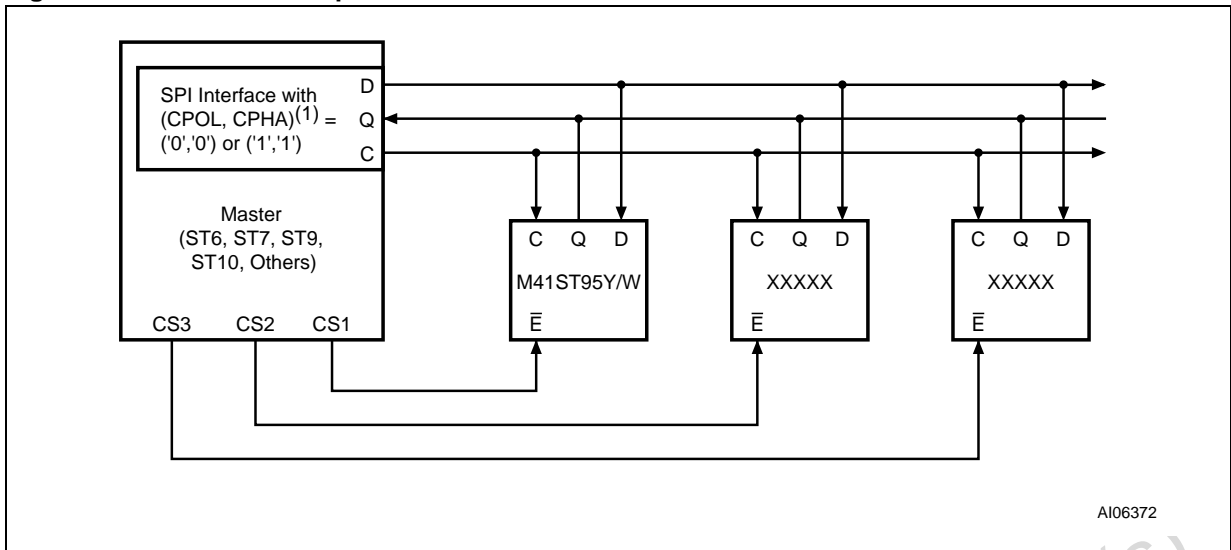 SPI Interface with
(CPOL, CPHA)(1) =
('0','0') or ('1','1')
D
Q
C
Master
(ST6, ST7, ST9,
ST10, Others)
CS3 CS2 CS1
C Q D
M41ST95Y/W
E̅
C Q D
XXXXX
E̅
C Q D
XXXXX
E̅
AI06372